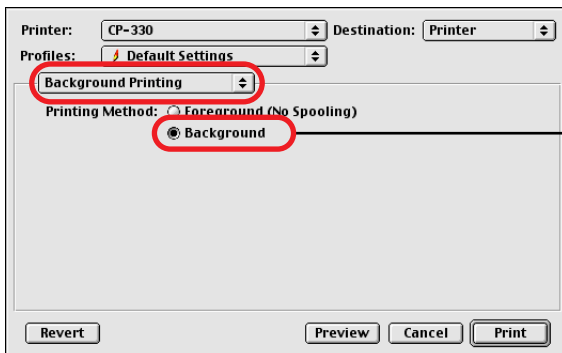 Printer: CP-330 Destination: Printer
Profiles: Default Settings
Background Printing
Printing Method: Foreground (No Spooling)
Background
Revert Preview Cancel Print